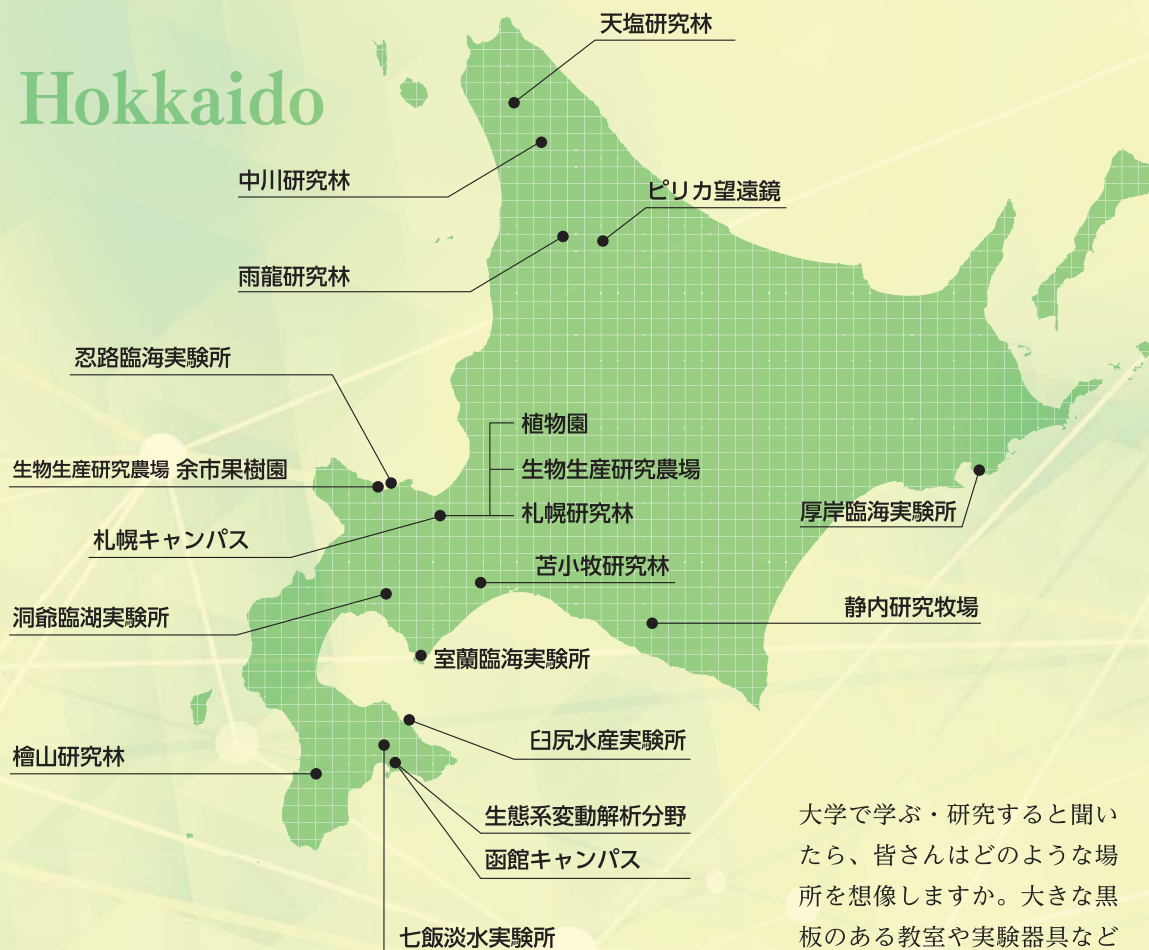 天塩研究林
Hokkaido
中川研究林
ピリカ望遠鏡
雨龍研究林
忍路臨海実験所
植物園
生物生産研究農場 余市果樹園
生物生産研究農場
札幌研究林
厚岸臨海実験所
札幌キャンパス
苫小牧研究林
洞爺臨湖実験所
静内研究牧場
室蘭臨海実験所
臼尻水産実験所
檜山研究林
生態系変動解析分野
函館キャンパス
七飯淡水実験所
大学で学ぶ・研究すると聞い
たら、皆さんはどのような場
所を想像しますか。大きな黒
板のある教室や実験器具など